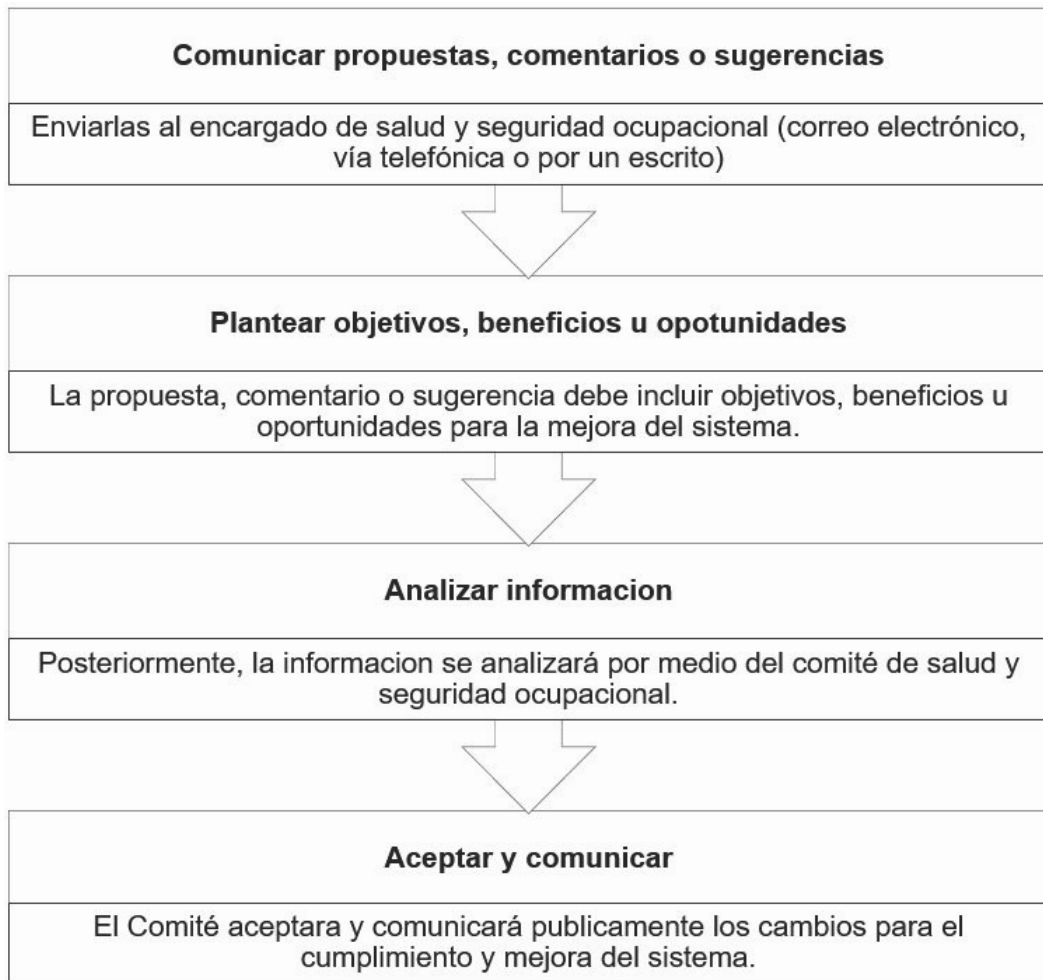 Comunicar propuestas, comentarios o sugerencias
Enviarlas al encargado de salud y seguridad ocupacional (correo electrónico,
vía telefónica o por un escrito)
Plantear objetivos, beneficios u opotunidades
La propuesta, comentario o sugerencia debe incluir objetivos, beneficios u
oportunidades para la mejora del sistema.
Analizar informacion
Posteriormente, la informacion se analizará por medio del comité de salud y
seguridad ocupacional.
Aceptar y comunicar
El Comité aceptara y comunicará publicamente los cambios para el
cumplimiento y mejora del sistema.